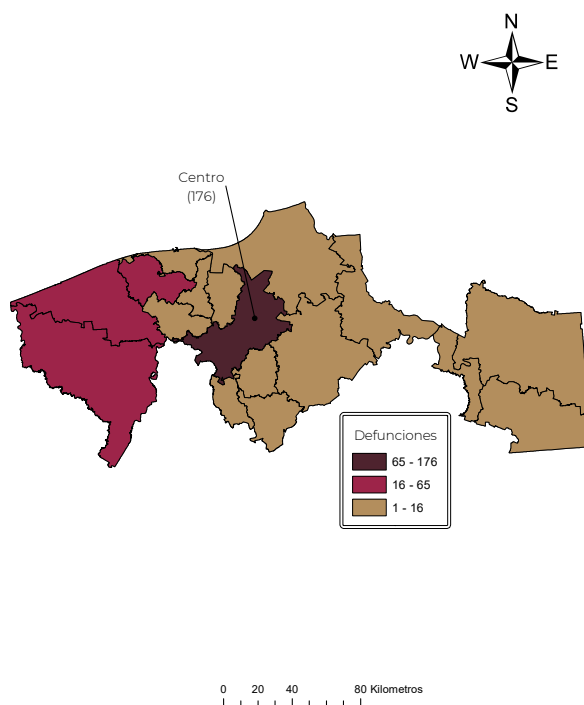 N
W E
S
Centro
(176)
Defunciones
65 - 176
16 - 65
1 - 16
0 20 40 80 Kilometros